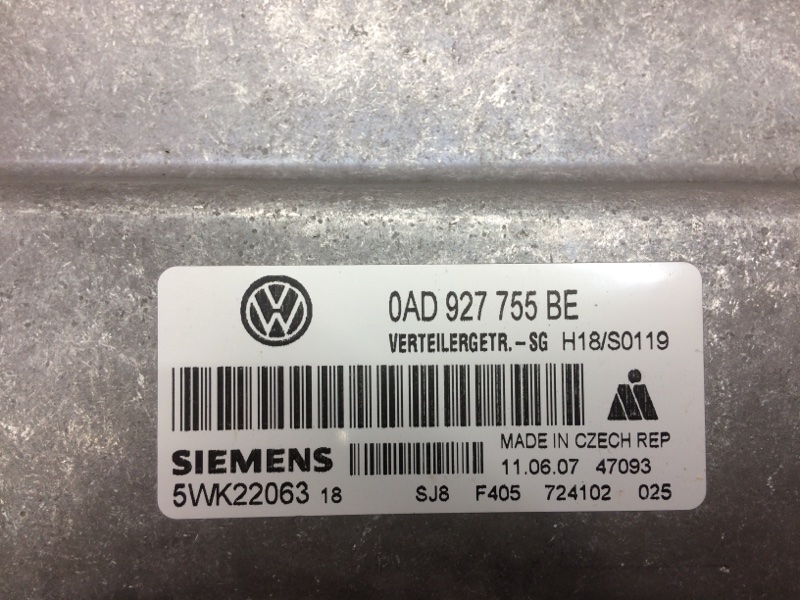 0AD 927 755 BE
VERTEILERGETR.-SG H18/S0119
MADE IN CZECH REP
SIEMENS 11.06.07 47093
5WK22063 18 SJ8 F405 724102 025